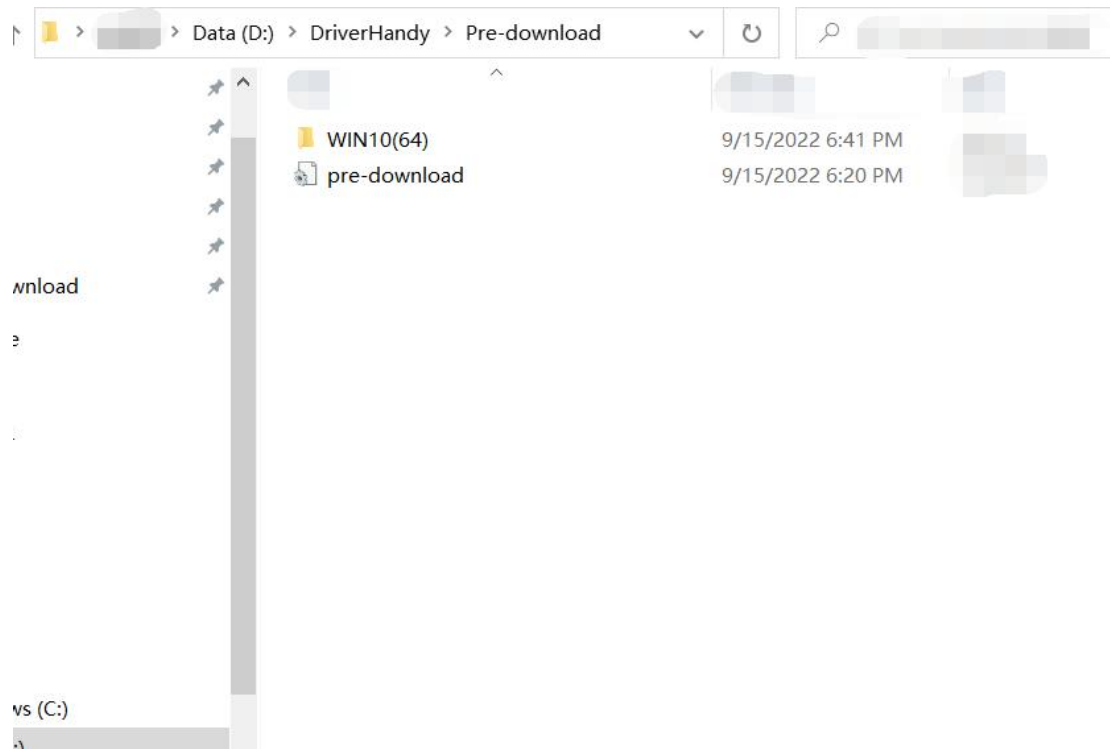 > > Data (D:) > DriverHandy > Pre-download
WIN10(64) 9/15/2022 6:41 PM
pre-download 9/15/2022 6:20 PM
wnload
e
ws (C:)
:)